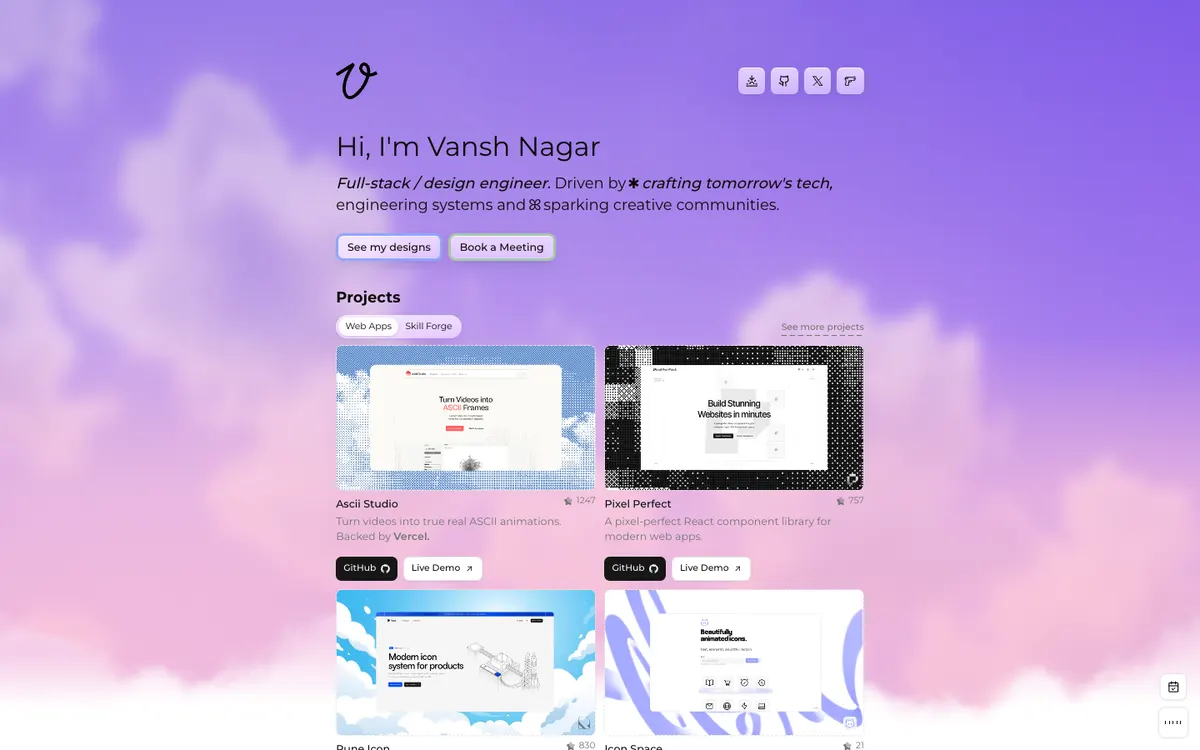 Hi, I'm Vansh Nagar
Full-stack / design engineer. Driven by ✱ crafting tomorrow's tech,
engineering systems and ⌘ sparking creative communities.
See my designs
Book a Meeting
Projects
Web Apps
Skill Forge
See more projects
Turn Videos into
ASCII Frames
Build Stunning
Websites in minutes
Ascii Studio
1247
Turn videos into true real ASCII animations.
Backed by Vercel.
GitHub
Live Demo
Pixel Perfect
757
A pixel-perfect React component library for
modern web apps.
GitHub
Live Demo
Modern icon
system for products
Beautifully
animated icons.
Rune Icon
830
Icon Space
21